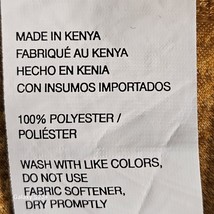 MADE IN KENYA
FABRIQUÉ AU KENYA
HECHO EN KENIA
CON INSUMOS IMPORTADOS
100% POLYESTER /
POLIÉSTER
WASH WITH LIKE COLORS,
DO NOT USE
FABRIC SOFTENER,
DRY PROMPTLY